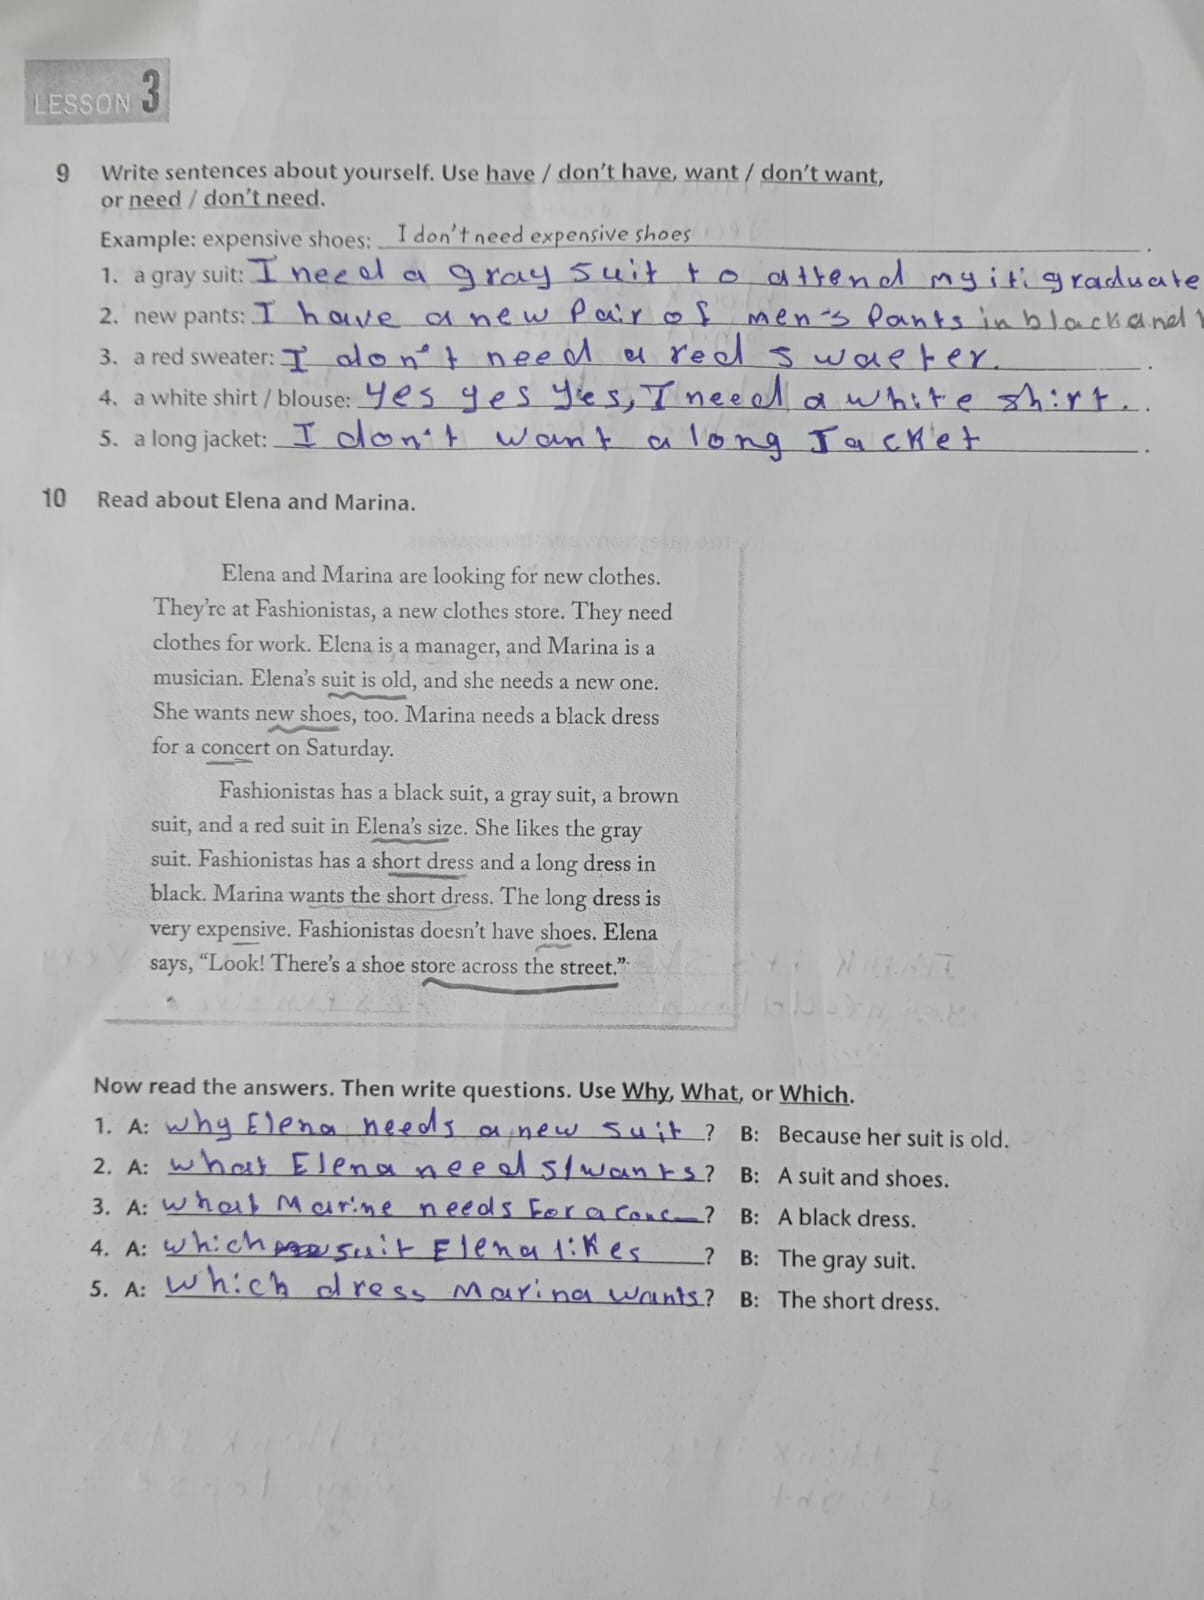 LESSON 3
9 Write sentences about yourself. Use have / don't have, want / don't want,
or need / don't need.
Example: expensive shoes: I don't need expensive shoes .
1. a gray suit: I need a gray suit to attend my iti graduate
2. new pants: I have a new pair of men's Pants in black and
3. a red sweater: I don't need a red swaeter. .
4. a white shirt / blouse: yes yes yes, I need a white shirt. .
5. a long jacket: I don't want a long Jacket .
10 Read about Elena and Marina.
Elena and Marina are looking for new clothes.
They're at Fashionistas, a new clothes store. They need
clothes for work. Elena is a manager, and Marina is a
musician. Elena's suit is old, and she needs a new one.
She wants new shoes, too. Marina needs a black dress
for a concert on Saturday.
Fashionistas has a black suit, a gray suit, a brown
suit, and a red suit in Elena's size. She likes the gray
suit. Fashionistas has a short dress and a long dress in
black. Marina wants the short dress. The long dress is
very expensive. Fashionistas doesn't have shoes. Elena
says, "Look! There's a shoe store across the street."
Now read the answers. Then write questions. Use Why, What, or Which.
1. A: why Elena needs a new suit ? B: Because her suit is old.
2. A: what Elena needs/wants ? B: A suit and shoes.
3. A: what Marine needs For a conc ? B: A black dress.
4. A: which suit Elena likes ? B: The gray suit.
5. A: which dress Marina wants ? B: The short dress.